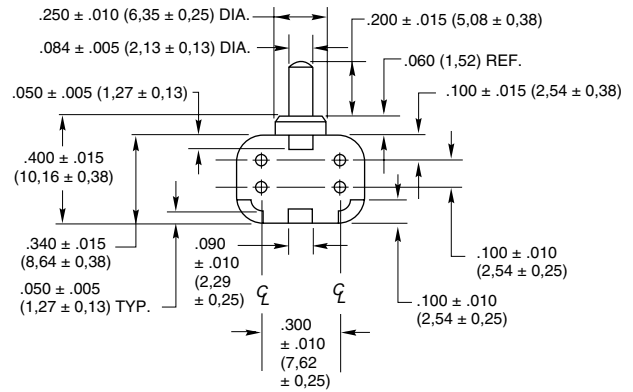 .250 ± .010 (6,35 ± 0,25) DIA.
.200 ± .015 (5,08 ± 0,38)
.084 ± .005 (2,13 ± 0,13) DIA.
.060 (1,52) REF.
.050 ± .005 (1,27 ± 0,13)
.100 ± .015 (2,54 ± 0,38)
.400 ± .015
(10,16 ± 0,38)
.340 ± .015
(8,64 ± 0,38)
.050 ± .005
(1,27 ± 0,13) TYP.
.090
± .010
(2,29
± 0,25)
℄
℄
.300
± .010
(7,62
± 0,25)
.100 ± .010
(2,54 ± 0,25)
.100 ± .010
(2,54 ± 0,25)